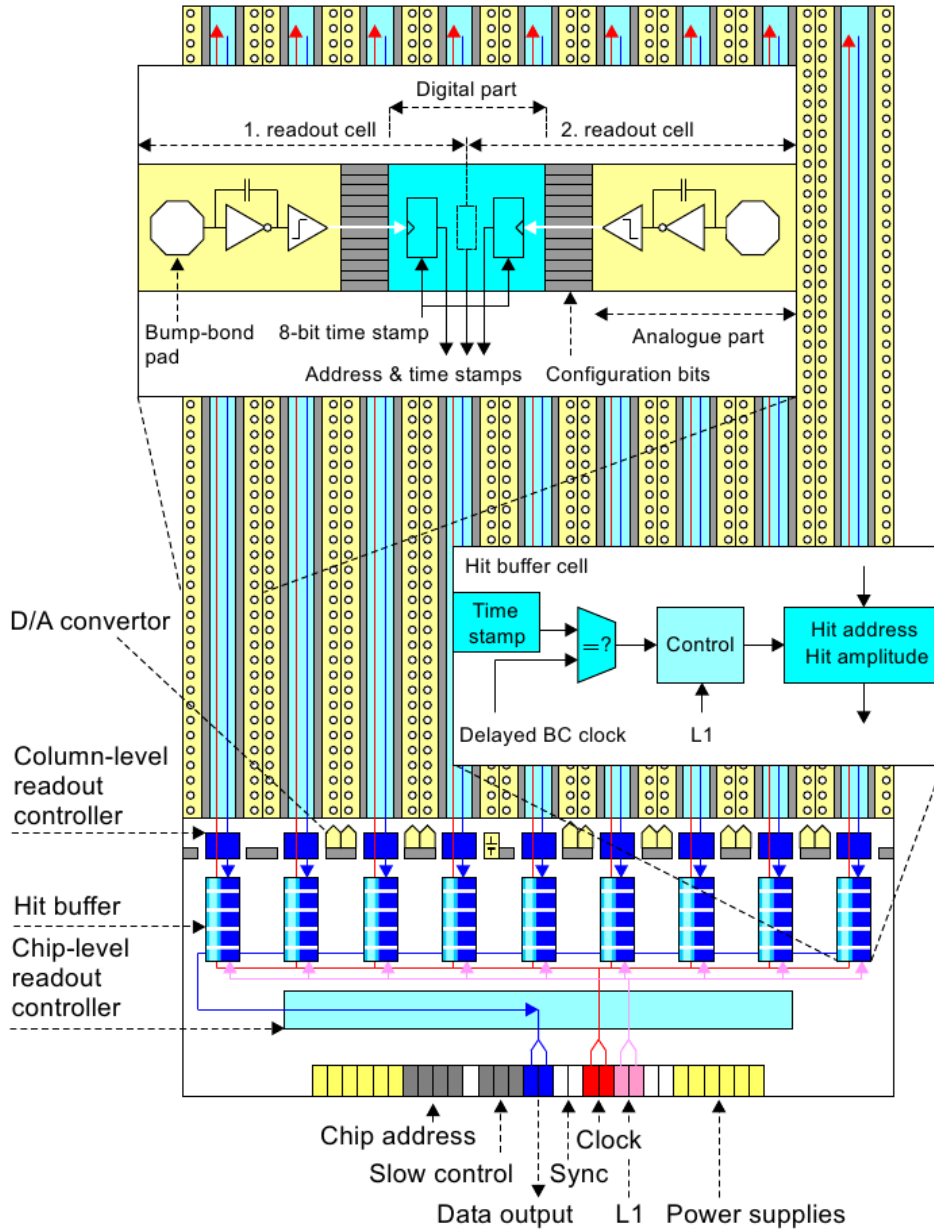 Digital part
1. readout cell
2. readout cell
Bump-bond
pad
8-bit time stamp
Analogue part
Address & time stamps
Configuration bits
Hit buffer cell
Time
stamp
=?
Control
Hit address
Hit amplitude
Delayed BC clock
L1
D/A convertor
Column-level
readout
controller
Hit buffer
Chip-level
readout
controller
Chip address
Clock
Slow control
Sync
Data output
L1
Power supplies